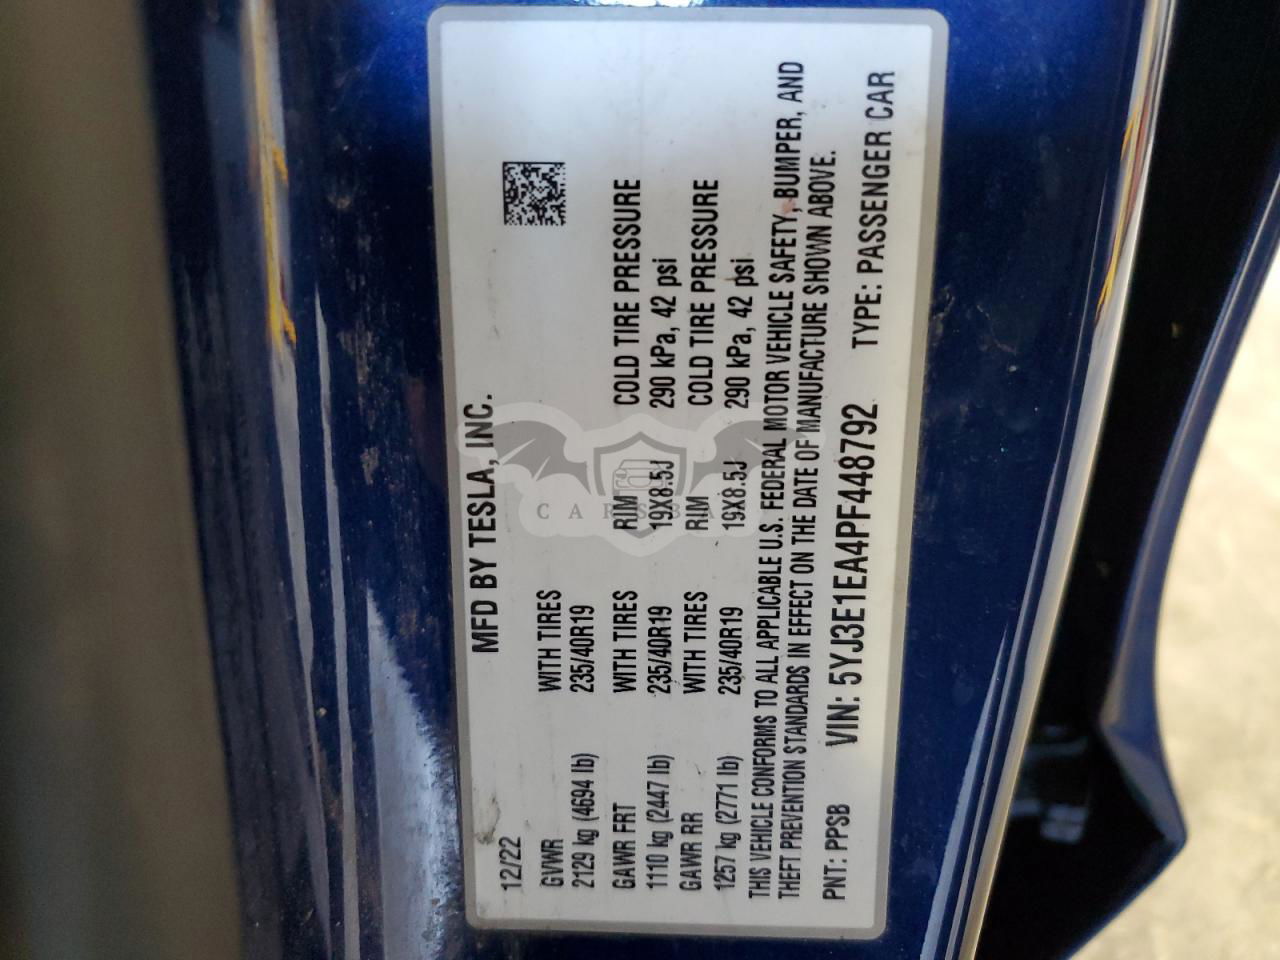 MFD BY TESLA, INC.
12/22
GVWR WITH TIRES
2129 kg (4694 lb) 235/40R19
GAWR FRT WITH TIRES RIM COLD TIRE PRESSURE
1110 kg (2447 lb) 235/40R19 19X8.5J 290 kPa, 42 psi
GAWR RR WITH TIRES RIM COLD TIRE PRESSURE
1257 kg (2771 lb) 235/40R19 19X8.5J 290 kPa, 42 psi
THIS VEHICLE CONFORMS TO ALL APPLICABLE U.S. FEDERAL MOTOR VEHICLE SAFETY, BUMPER, AND
THEFT PREVENTION STANDARDS IN EFFECT ON THE DATE OF MANUFACTURE SHOWN ABOVE.
PNT: PPSB VIN: 5YJ3E1EA4PF448792 TYPE: PASSENGER CAR